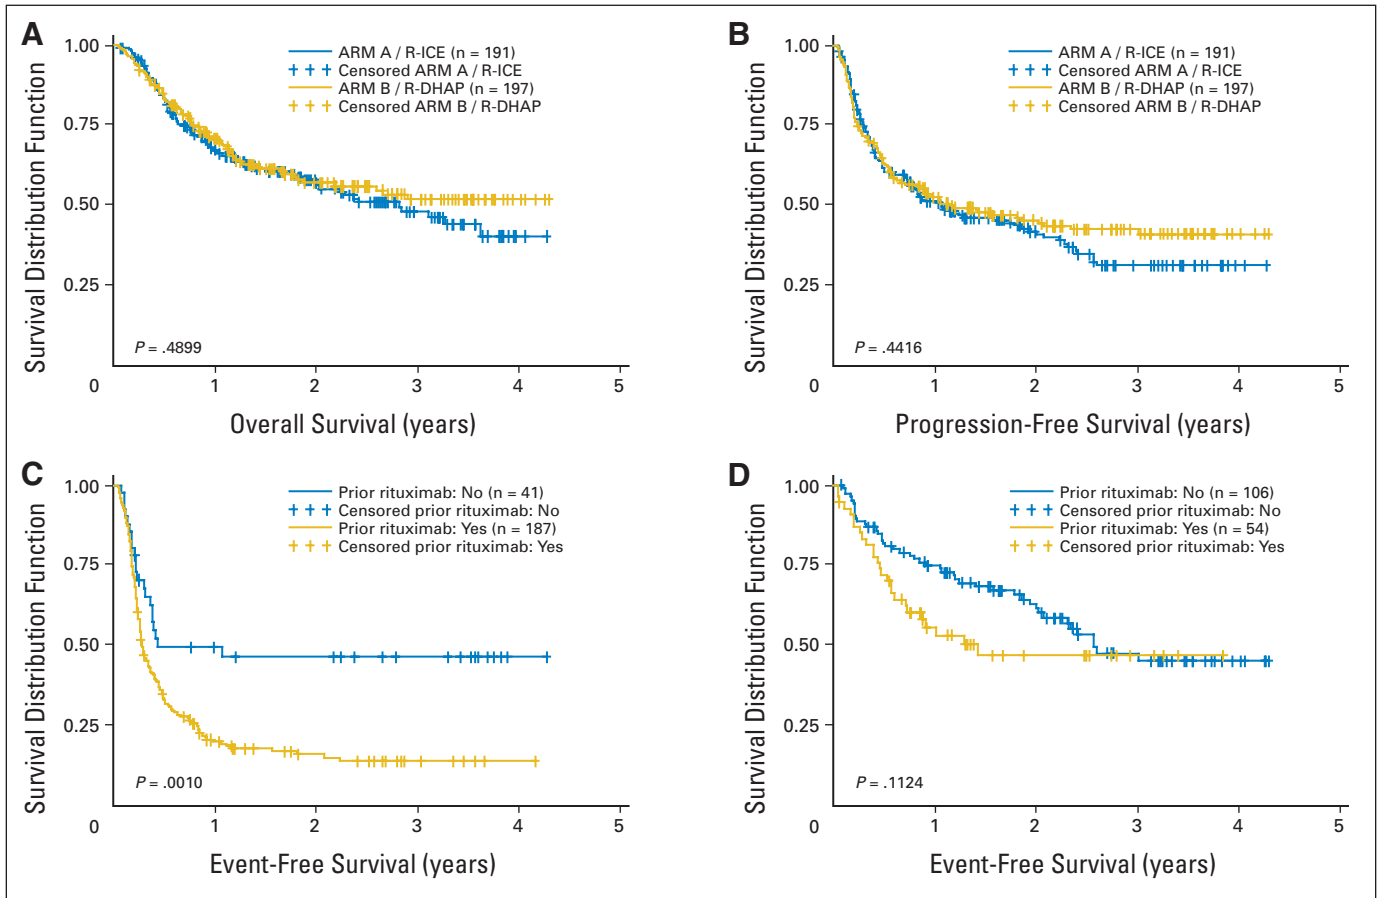 A
Survival Distribution Function
1.00
0.75
0.50
0.25
0
1
2
3
4
5
ARM A / R-ICE (n = 191)
+ + + Censored ARM A / R-ICE
ARM B / R-DHAP (n = 197)
+ + + Censored ARM B / R-DHAP
P = .4899
Overall Survival (years)
B
Survival Distribution Function
1.00
0.75
0.50
0.25
0
1
2
3
4
5
ARM A / R-ICE (n = 191)
+ + + Censored ARM A / R-ICE
ARM B / R-DHAP (n = 197)
+ + + Censored ARM B / R-DHAP
P = .4416
Progression-Free Survival (years)
C
Survival Distribution Function
1.00
0.75
0.50
0.25
0
1
2
3
4
5
Prior rituximab: No (n = 41)
+ + + Censored prior rituximab: No
Prior rituximab: Yes (n = 187)
+ + + Censored prior rituximab: Yes
P = .0010
Event-Free Survival (years)
D
Survival Distribution Function
1.00
0.75
0.50
0.25
0
1
2
3
4
5
Prior rituximab: No (n = 106)
+ + + Censored prior rituximab: No
Prior rituximab: Yes (n = 54)
+ + + Censored prior rituximab: Yes
P = .1124
Event-Free Survival (years)